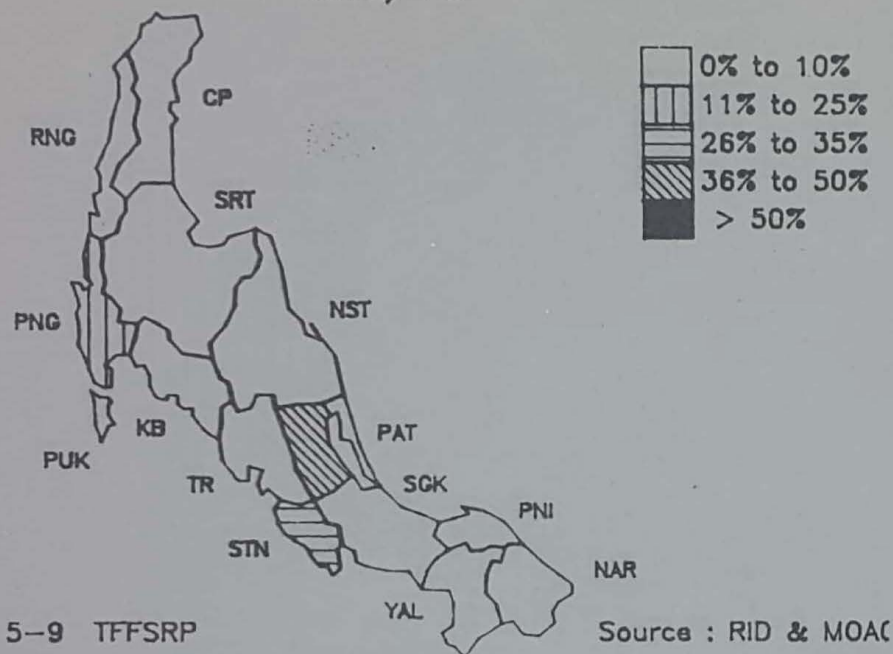 0% to 10%
11% to 25%
26% to 35%
36% to 50%
> 50%
CP
RNG
SRT
NST
PNG
KB
PAT
PUK
TR
SGK
PNI
STN
NAR
YAL
5-9 TFFSRP
Source : RID & MOAC